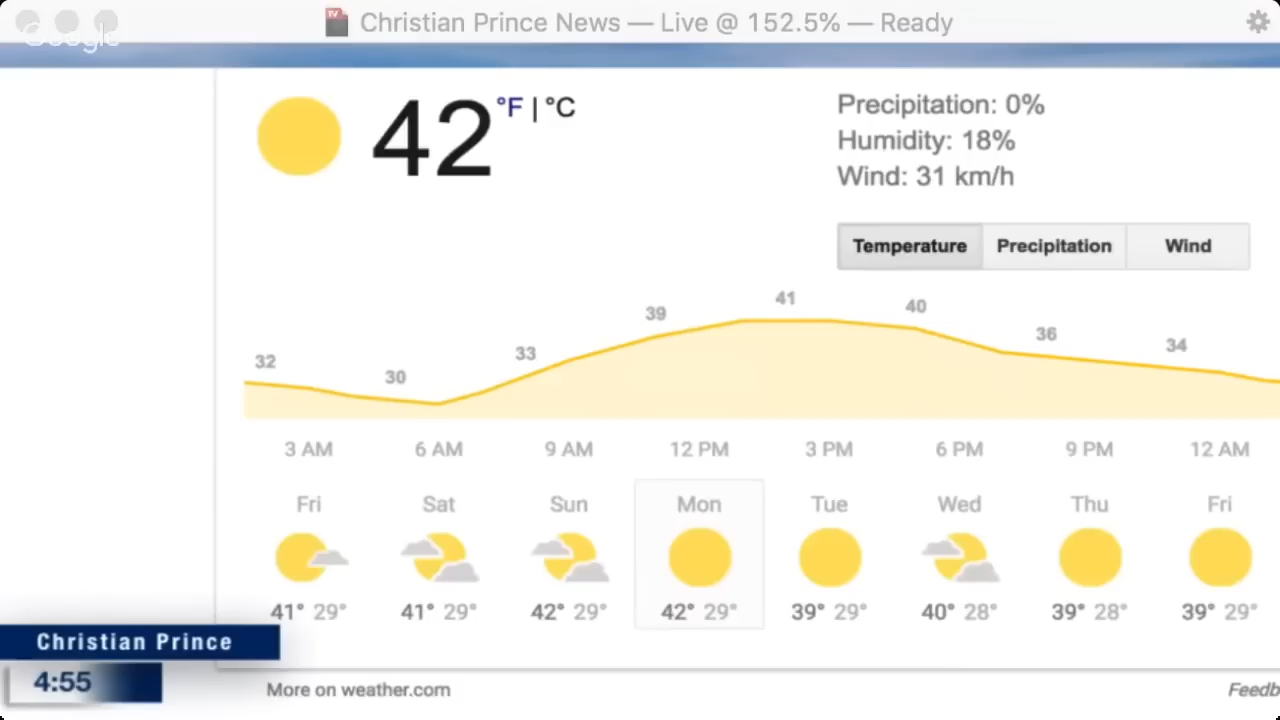 Christian Prince News — Live @ 152.5% — Ready
Google
42 °F | °C
Precipitation: 0%
Humidity: 18%
Wind: 31 km/h
Temperature Precipitation Wind
32 30 33 39 41 40 36 34
3 AM 6 AM 9 AM 12 PM 3 PM 6 PM 9 PM 12 AM
Fri Sat Sun Mon Tue Wed Thu Fri
41° 29° 41° 29° 42° 29° 42° 29° 39° 29° 40° 28° 39° 28° 39° 29°
Christian Prince
4:55
More on weather.com
Feedb